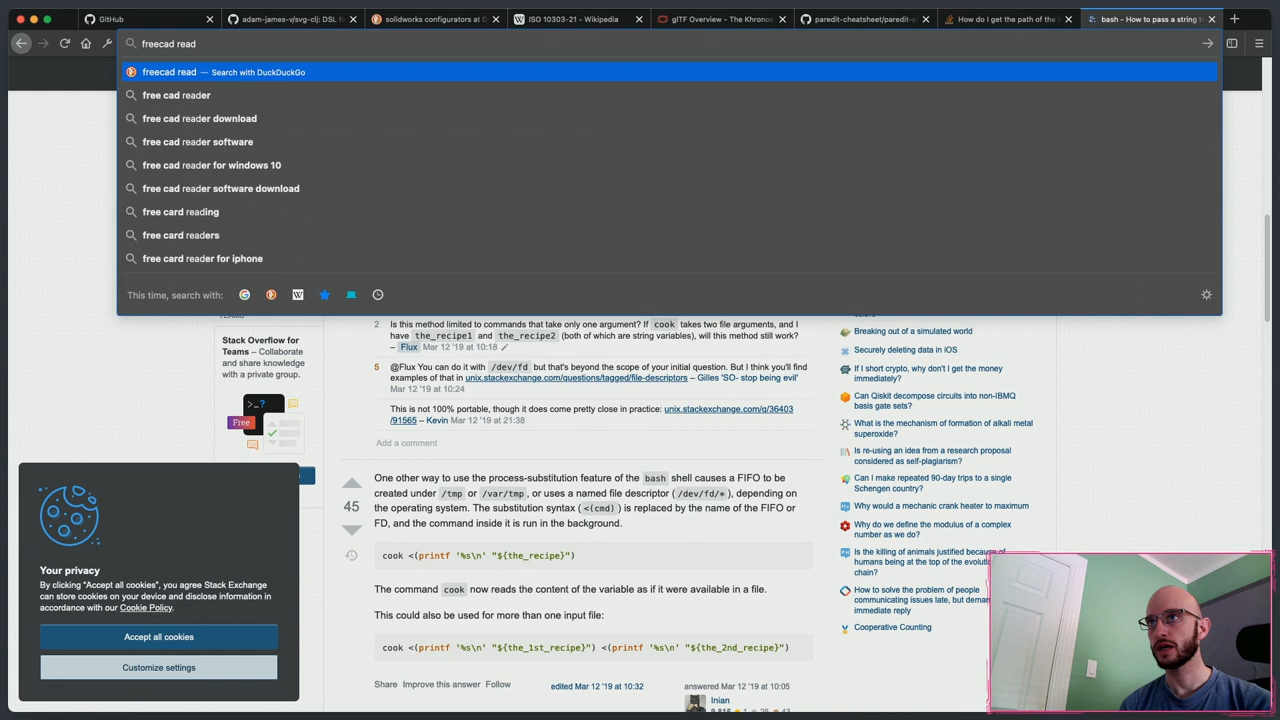 GitHub
adam-james-v/svg-clj: DSL fo
solidworks configurators at D
ISO 10303-21 - Wikipedia
glTF Overview - The Khronos
paredit-cheatsheet/paredit-c
How do I get the path of the
bash - How to pass a string t
freecad read
freecad read — Search with DuckDuckGo
free cad reader
free cad reader download
free cad reader software
free cad reader for windows 10
free cad reader software download
free card reading
free card readers
free card reader for iphone
This time, search with:
TEAMS
Stack Overflow for
Teams – Collaborate
and share knowledge
with a private group.
Free
2
Is this method limited to commands that take only one argument? If cook takes two file arguments, and I
have the_recipe1 and the_recipe2 (both of which are string variables), will this method still work?
– Flux Mar 12 '19 at 10:18
5
@Flux You can do it with /dev/fd but that's beyond the scope of your initial question. But I think you'll find
examples of that in unix.stackexchange.com/questions/tagged/file-descriptors – Gilles 'SO- stop being evil'
Mar 12 '19 at 10:24
This is not 100% portable, though it does come pretty close in practice: unix.stackexchange.com/q/36403
/91565 – Kevin Mar 12 '19 at 21:38
Add a comment
45
One other way to use the process-substitution feature of the bash shell causes a FIFO to be
created under /tmp or /var/tmp, or uses a named file descriptor (/dev/fd/*), depending on
the operating system. The substitution syntax (<(cmd) is replaced by the name of the FIFO or
FD, and the command inside it is run in the background.
cook <(printf '%s\n' "${the_recipe}")
The command cook now reads the content of the variable as if it were available in a file.
This could also be used for more than one input file:
cook <(printf '%s\n' "${the_1st_recipe}") <(printf '%s\n' "${the_2nd_recipe}")
Share Improve this answer Follow
edited Mar 12 '19 at 10:32
answered Mar 12 '19 at 10:05
Inian
Breaking out of a simulated world
Securely deleting data in iOS
If I short crypto, why don't I get the money
immediately?
Can Qiskit decompose circuits into non-IBMQ
basis gate sets?
What is the mechanism of formation of alkali metal
superoxide?
Is re-using an idea from a research proposal
considered as self-plagiarism?
Can I make repeated 90-day trips to a single
Schengen country?
Why would a mechanic crank heater to maximum
Why do we define the modulus of a complex
number as we do?
Is the killing of animals justified because of
humans being at the top of the evolution
chain?
How to solve the problem of people
communicating issues late, but demand
immediate reply
Cooperative Counting
Your privacy
By clicking “Accept all cookies”, you agree Stack Exchange
can store cookies on your device and disclose information in
accordance with our Cookie Policy.
Accept all cookies
Customize settings